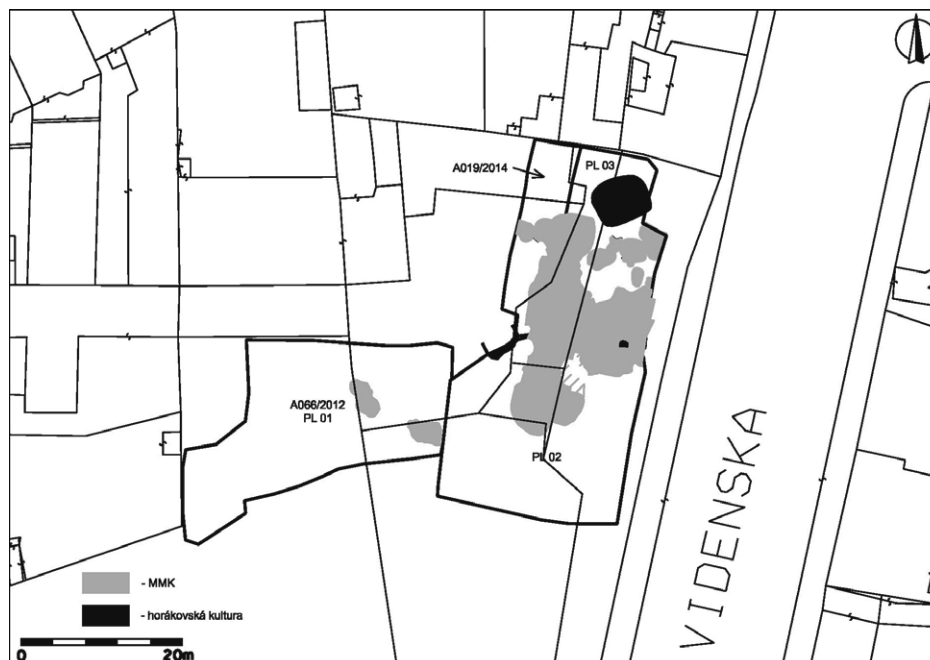 A019/2014
PL 03
A066/2012
PL 01
PL 02
VIDENSKA
- MMK
- horákovská kultura
0 20m